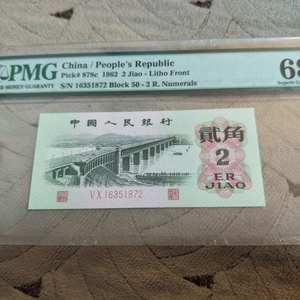 PMG
China / People's Republic
Pick# 878c 1962 2 Jiao - Litho Front
S/N 16351872 Block 50 - 2 R. Numerals
68
中國人民銀行
貳角
2
ER
JIAO
VX 16351872